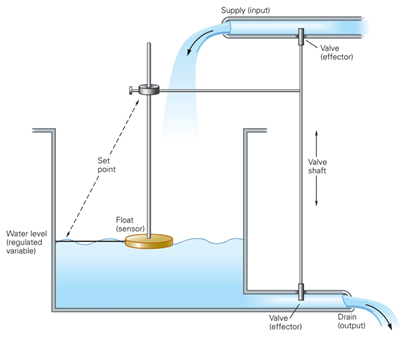 Supply (input)
Valve
(effector)
Set
point
Valve
shaft
Float
(sensor)
Water level
(regulated
variable)
Valve
(effector)
Drain
(output)